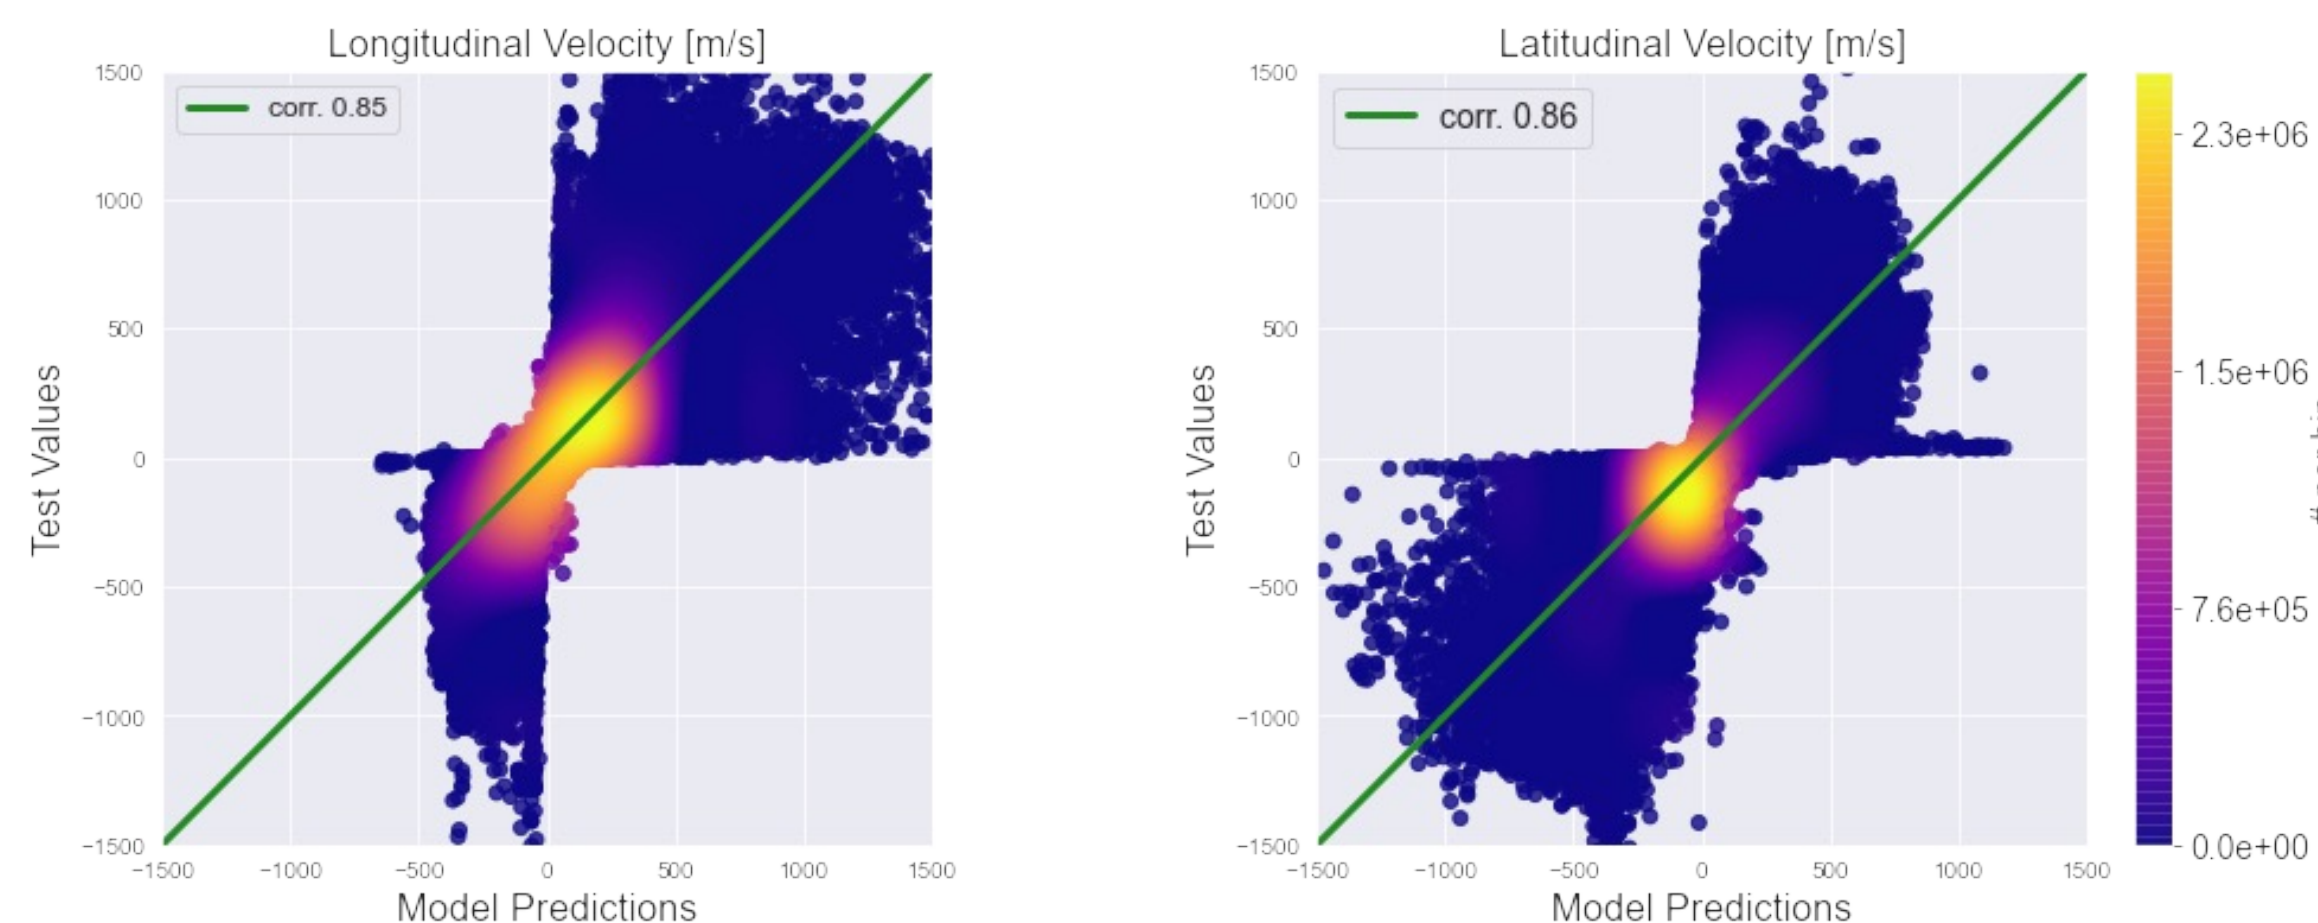 Longitudinal Velocity [m/s]
1500
1000
500
0
−500
−1000
−1500
Test Values
corr. 0.85
−1500 −1000 −500 0 500 1000 1500
Model Predictions
Latitudinal Velocity [m/s]
1500
1000
500
0
−500
−1000
−1500
Test Values
corr. 0.86
−1500 −1000 −500 0 500 1000 1500
Model Predictions
2.3e+06
1.5e+06
7.6e+05
0.0e+00